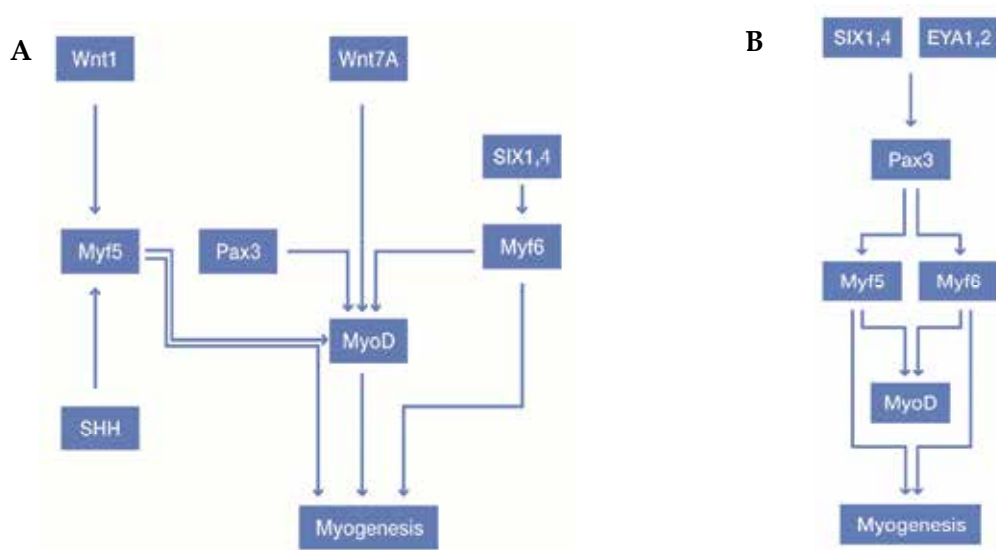 A
Wnt1
Wnt7A
SIX1,4
Myf5
Pax3
Myf6
MyoD
SHH
Myogenesis
B
SIX1,4
EYA1,2
Pax3
Myf5
Myf6
MyoD
Myogenesis